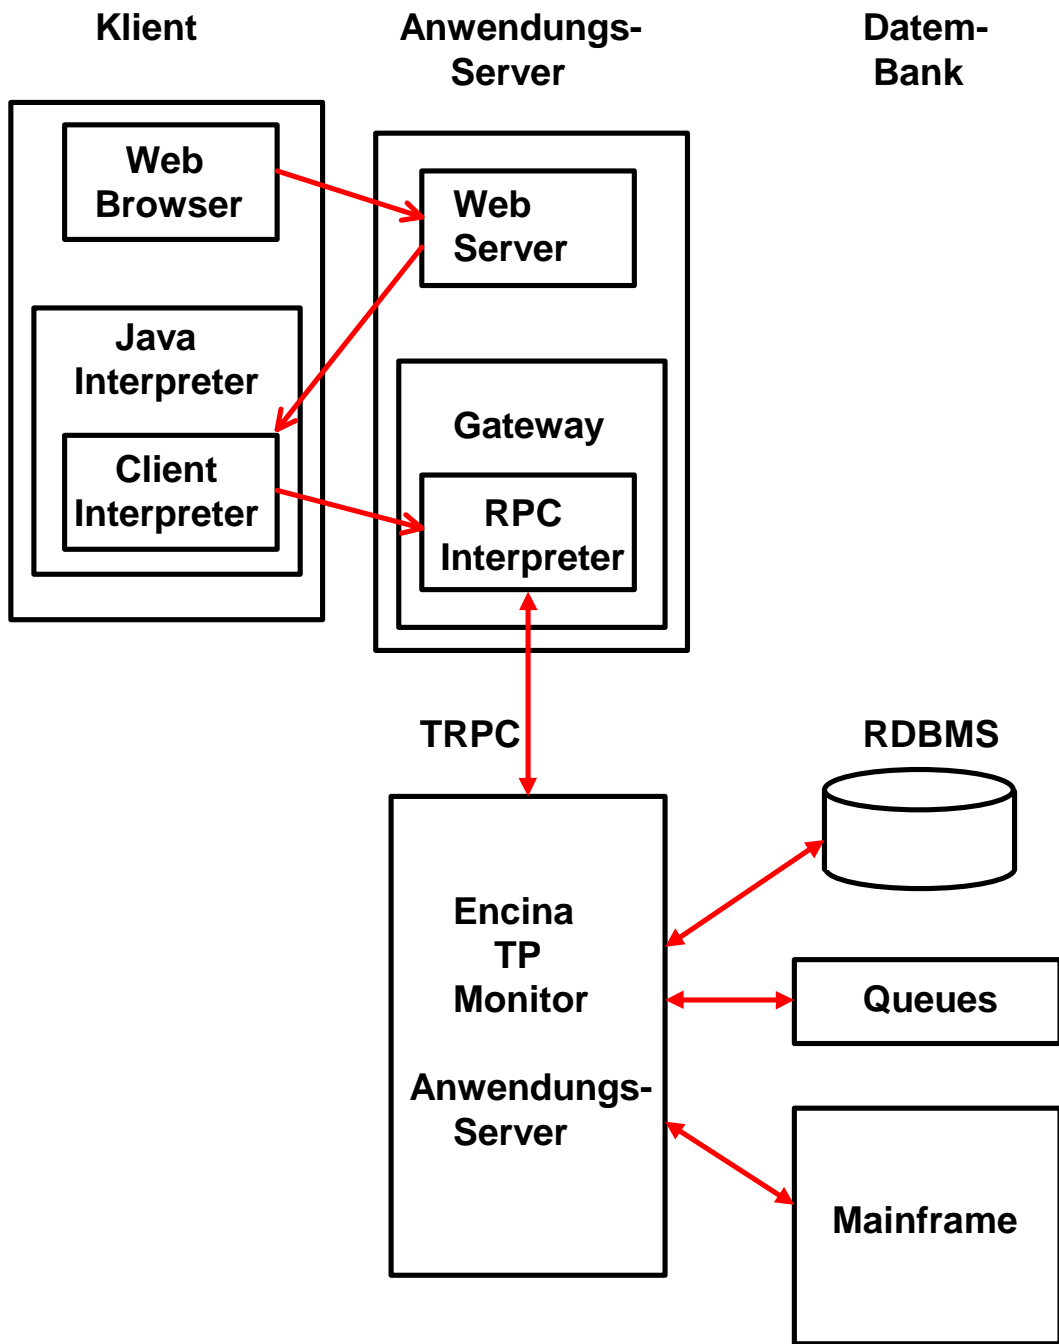 Klient
Anwendungs-
Server
Datem-
Bank
Web
Browser
Java
Interpreter
Client
Interpreter
Web
Server
Gateway
RPC
Interpreter
TRPC
RDBMS
Encina
TP
Monitor
Anwendungs-
Server
Queues
Mainframe